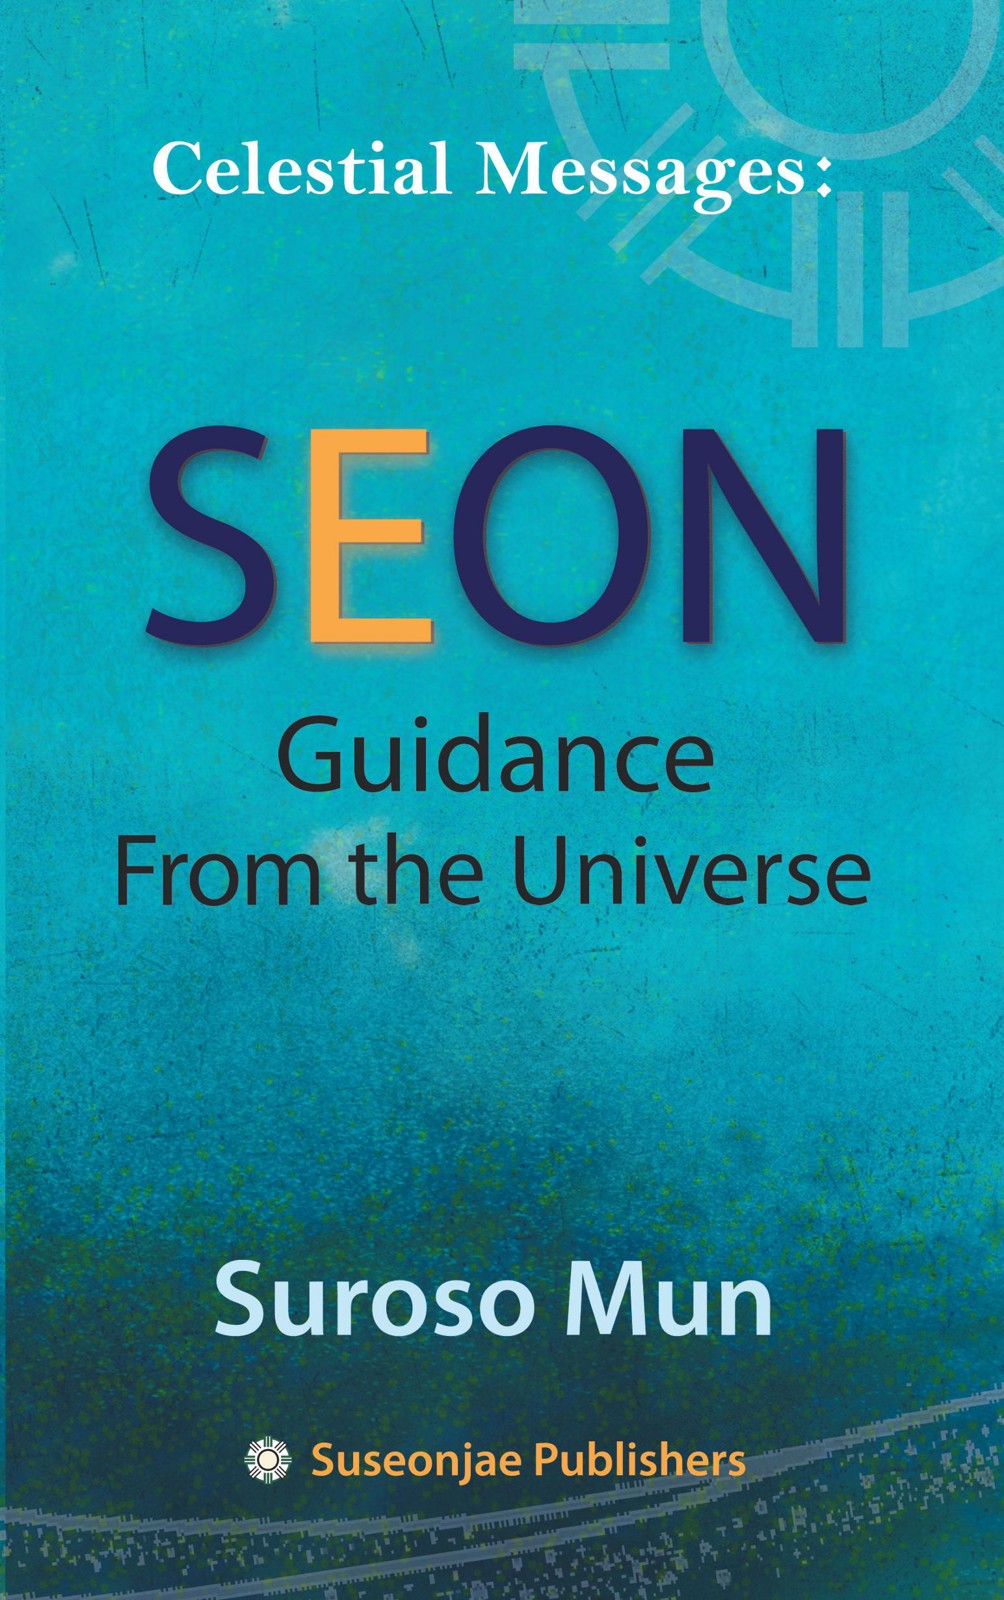 Celestial Messages:
SEON
Guidance
From the Universe
Suroso Mun
Suseonjae Publishers